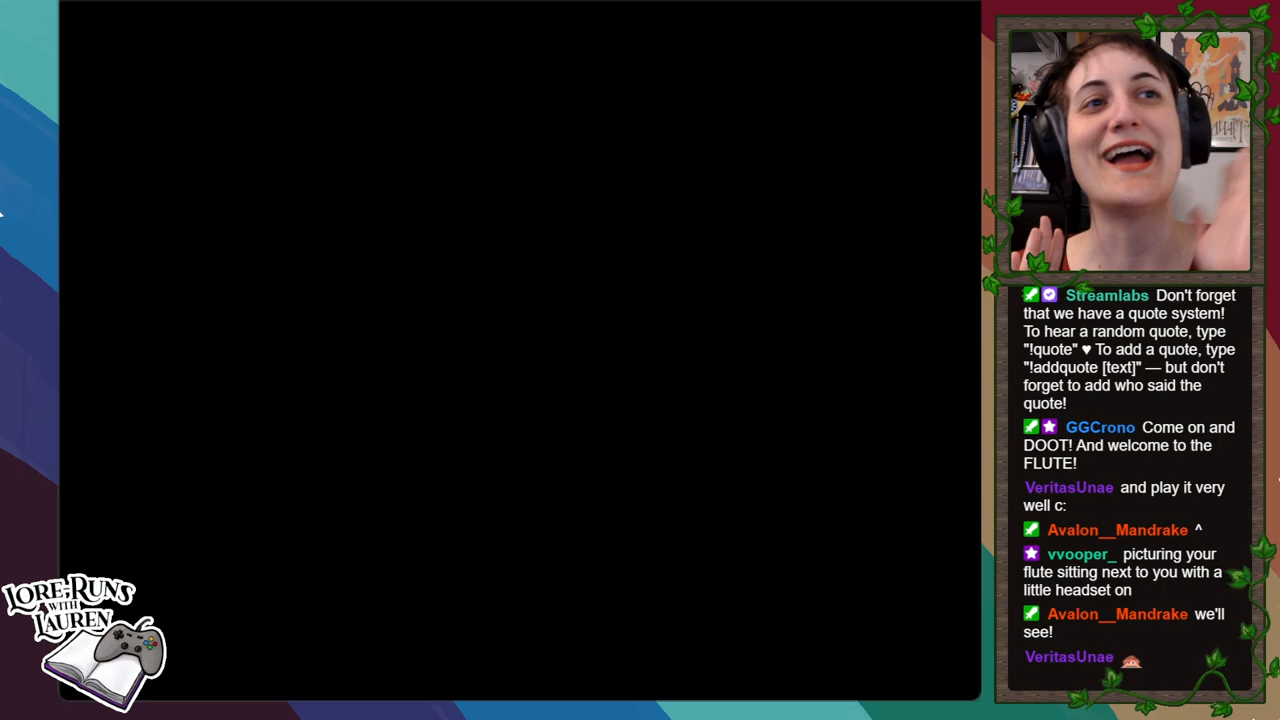 Streamlabs Don't forget
that we have a quote system!
To hear a random quote, type
"!quote" ♥ To add a quote, type
"!addquote [text]" — but don't
forget to add who said the
quote!
GGCrono Come on and
DOOT! And welcome to the
FLUTE!
VeritasUnae and play it very
well c:
Avalon__Mandrake ^
vvooper_ picturing your
flute sitting next to you with a
little headset on
Avalon__Mandrake we'll
see!
VeritasUnae
LORE-RUNS
WITH
LAUREN